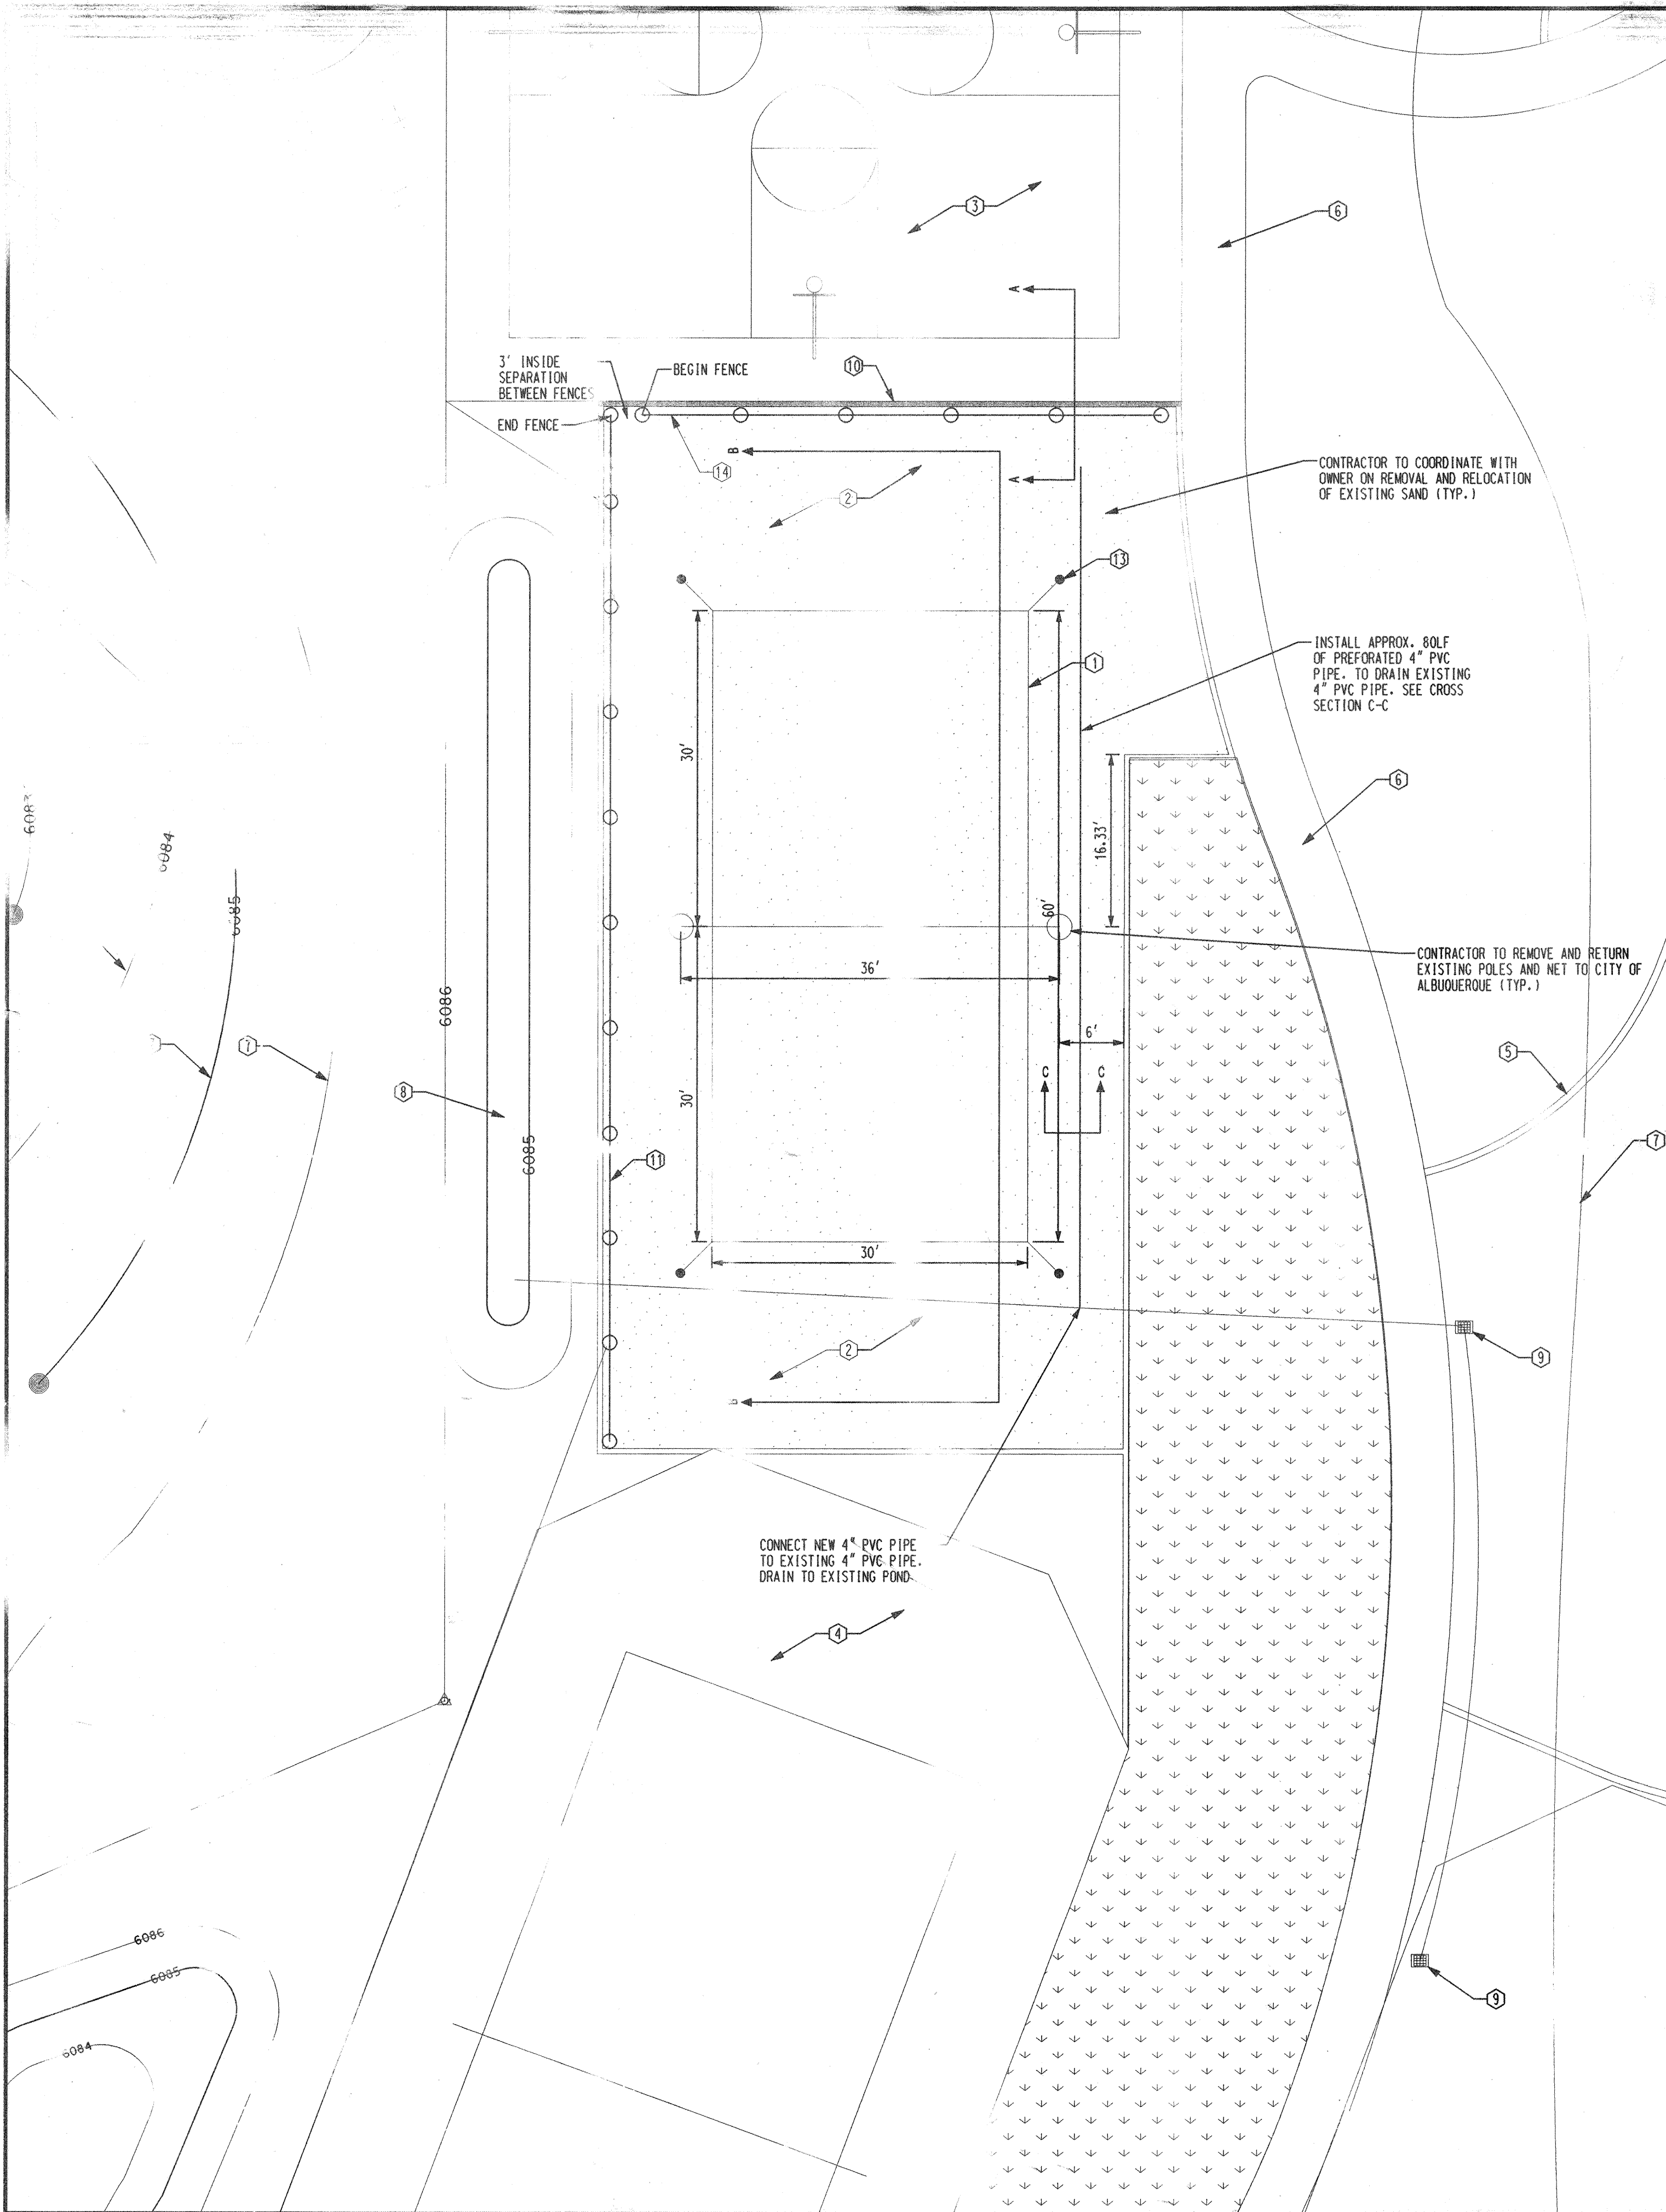 3
6
A
3' INSIDE
SEPARATION
BETWEEN FENCES
BEGIN FENCE
10
END FENCE
B
14
A
2
CONTRACTOR TO COORDINATE WITH
OWNER ON REMOVAL AND RELOCATION
OF EXISTING SAND (TYP.)
13
1
INSTALL APPROX. 80LF
OF PREFORATED 4" PVC
PIPE. TO DRAIN EXISTING
4" PVC PIPE. SEE CROSS
SECTION C-C
30'
6
16.33'
6083
6084
6085
60'
36'
CONTRACTOR TO REMOVE AND RETURN
EXISTING POLES AND NET TO CITY OF
ALBUQUERQUE (TYP.)
6086
6'
7
5
C
C
8
30'
6085
11
7
30'
2
9
CONNECT NEW 4" PVC PIPE
TO EXISTING 4" PVC PIPE.
DRAIN TO EXISTING POND
4
6086
6085
6084
9